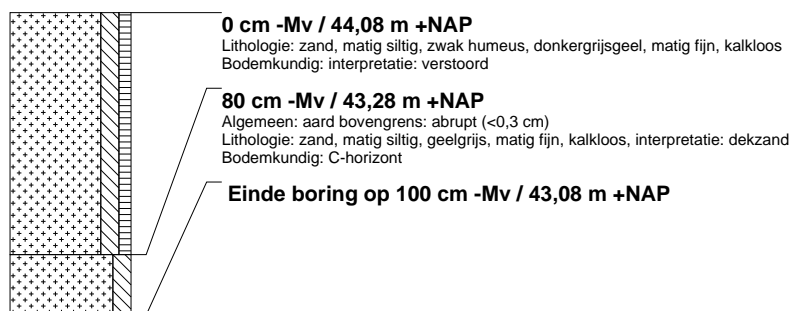 0 cm -Mv / 44,08 m +NAP
Lithologie: zand, matig siltig, zwak humeus, donkergrijsgeel, matig fijn, kalkloos
Bodemkundig: interpretatie: verstoord
80 cm -Mv / 43,28 m +NAP
Algemeen: aard bovengrens: abrupt (<0,3 cm)
Lithologie: zand, matig siltig, geelgrijs, matig fijn, kalkloos, interpretatie: dekzand
Bodemkundig: C-horizont
Einde boring op 100 cm -Mv / 43,08 m +NAP